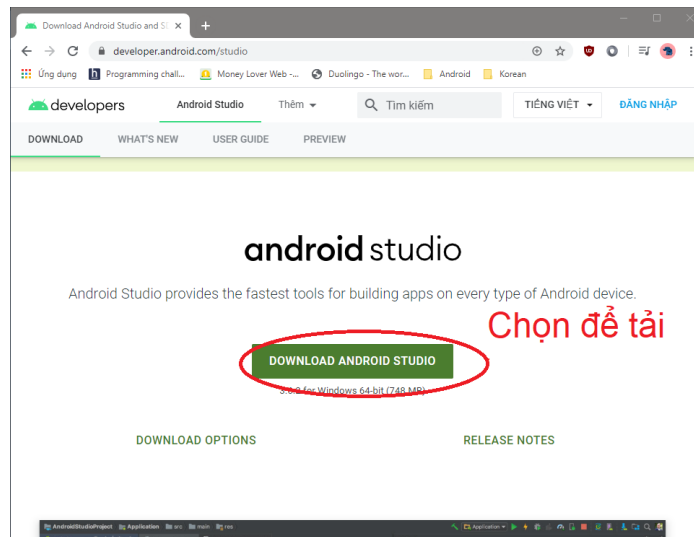 Download Android Studio and S
developer.android.com/studio
Ứng dụng
Programming chall...
Money Lover Web -...
Duolingo - The wor...
Android
Korean
developers
Android Studio
Thêm
Tìm kiếm
TIẾNG VIỆT
ĐĂNG NHẬP
DOWNLOAD
WHAT'S NEW
USER GUIDE
PREVIEW
android studio
Android Studio provides the fastest tools for building apps on every type of Android device.
Chọn để tải
DOWNLOAD ANDROID STUDIO
for Windows 64-bit (748 MB)
DOWNLOAD OPTIONS
RELEASE NOTES
AndroidStudioProject
Application
src
main
res
Application